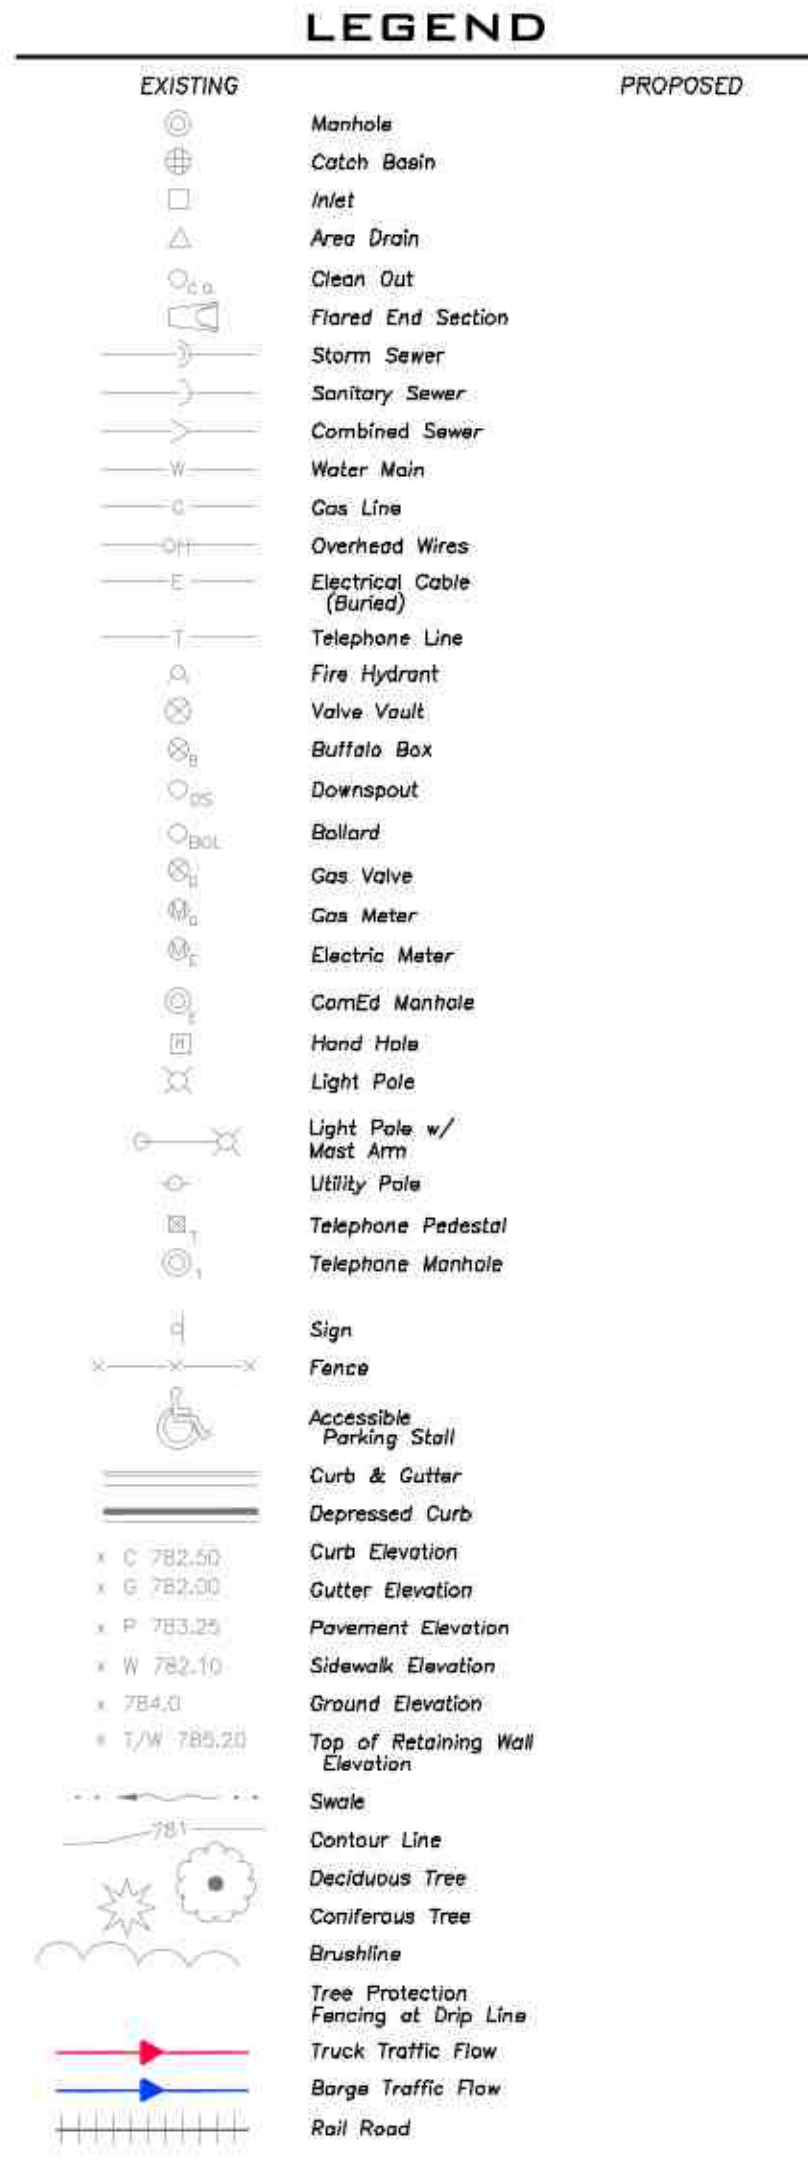 LEGEND
EXISTING PROPOSED
Manhole
Catch Basin
Inlet
Area Drain
C.O. Clean Out
Flared End Section
Storm Sewer
Sanitary Sewer
Combined Sewer
W Water Main
G Gas Line
OH Overhead Wires
E Electrical Cable
(Buried)
T Telephone Line
Fire Hydrant
Valve Vault
B Buffalo Box
DS Downspout
BOL Bollard
Gas Valve
M G Gas Meter
M E Electric Meter
E ComEd Manhole
H Hand Hole
Light Pole
Light Pole w/
Mast Arm
Utility Pole
T Telephone Pedestal
T Telephone Manhole
Sign
Fence
Accessible
Parking Stall
Curb & Gutter
Depressed Curb
x C 782.50 Curb Elevation
x G 782.00 Gutter Elevation
x P 783.25 Pavement Elevation
x W 782.10 Sidewalk Elevation
x 784.0 Ground Elevation
x T/W 785.20 Top of Retaining Wall
Elevation
Swale
781 Contour Line
Deciduous Tree
Coniferous Tree
Brushline
Tree Protection
Fencing at Drip Line
Truck Traffic Flow
Barge Traffic Flow
Rail Road